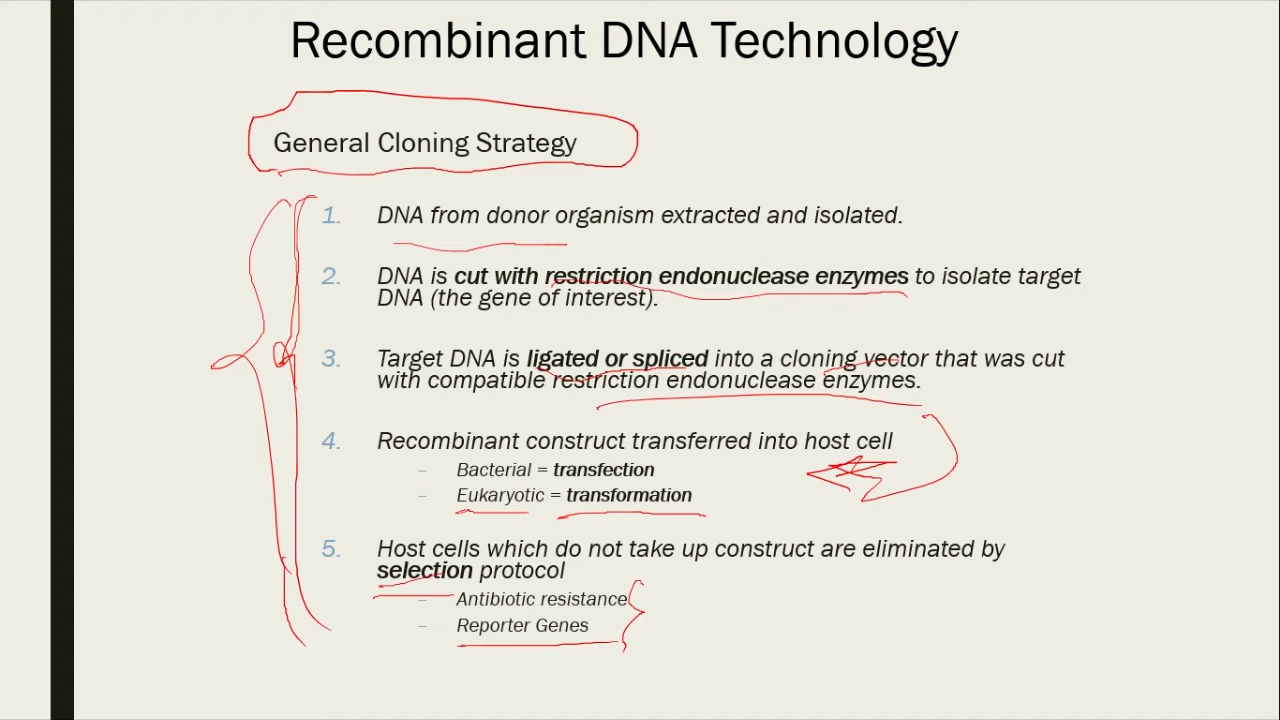 Recombinant DNA Technology
General Cloning Strategy
1. DNA from donor organism extracted and isolated.
2. DNA is cut with restriction endonuclease enzymes to isolate target
DNA (the gene of interest).
3. Target DNA is ligated or spliced into a cloning vector that was cut
with compatible restriction endonuclease enzymes.
4. Recombinant construct transferred into host cell
– Bacterial = transfection
– Eukaryotic = transformation
5. Host cells which do not take up construct are eliminated by
selection protocol
– Antibiotic resistance
– Reporter Genes